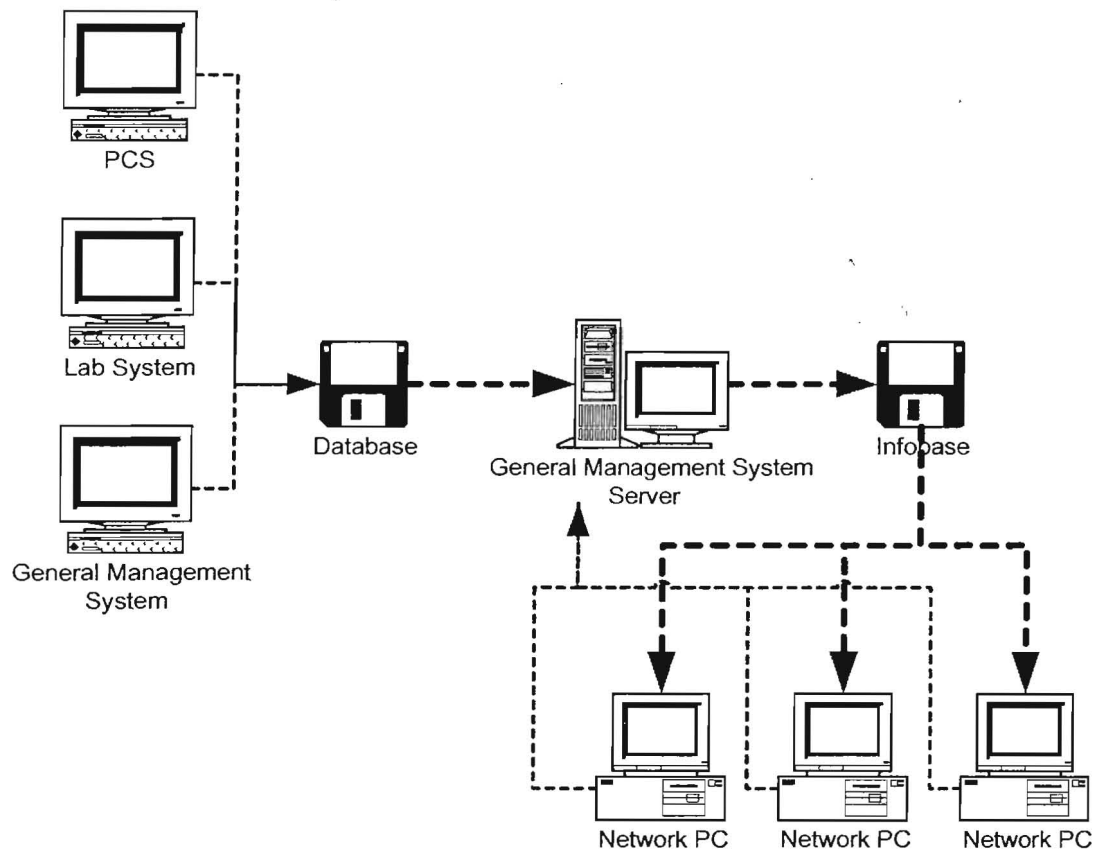 PCS
Lab System
General Management
System
Database
General Management System
Server
Infobase
Network PC
Network PC
Network PC